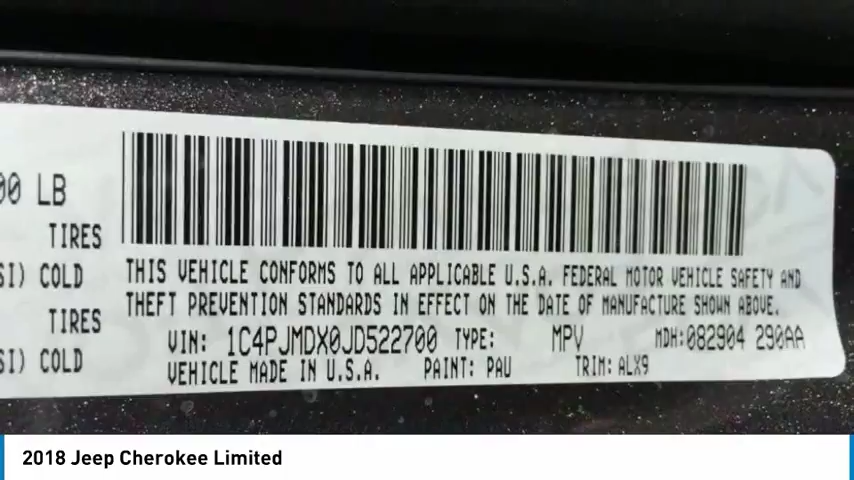 00 LB
TIRES
SI) COLD
TIRES
SI) COLD
THIS VEHICLE CONFORMS TO ALL APPLICABLE U.S.A. FEDERAL MOTOR VEHICLE SAFETY AND
THEFT PREVENTION STANDARDS IN EFFECT ON THE DATE OF MANUFACTURE SHOWN ABOVE.
VIN: 1C4PJMDX0JD522700 TYPE: MPV MDH:082904 290AA
VEHICLE MADE IN U.S.A. PAINT: PAU TRIM: ALX9
2018 Jeep Cherokee Limited